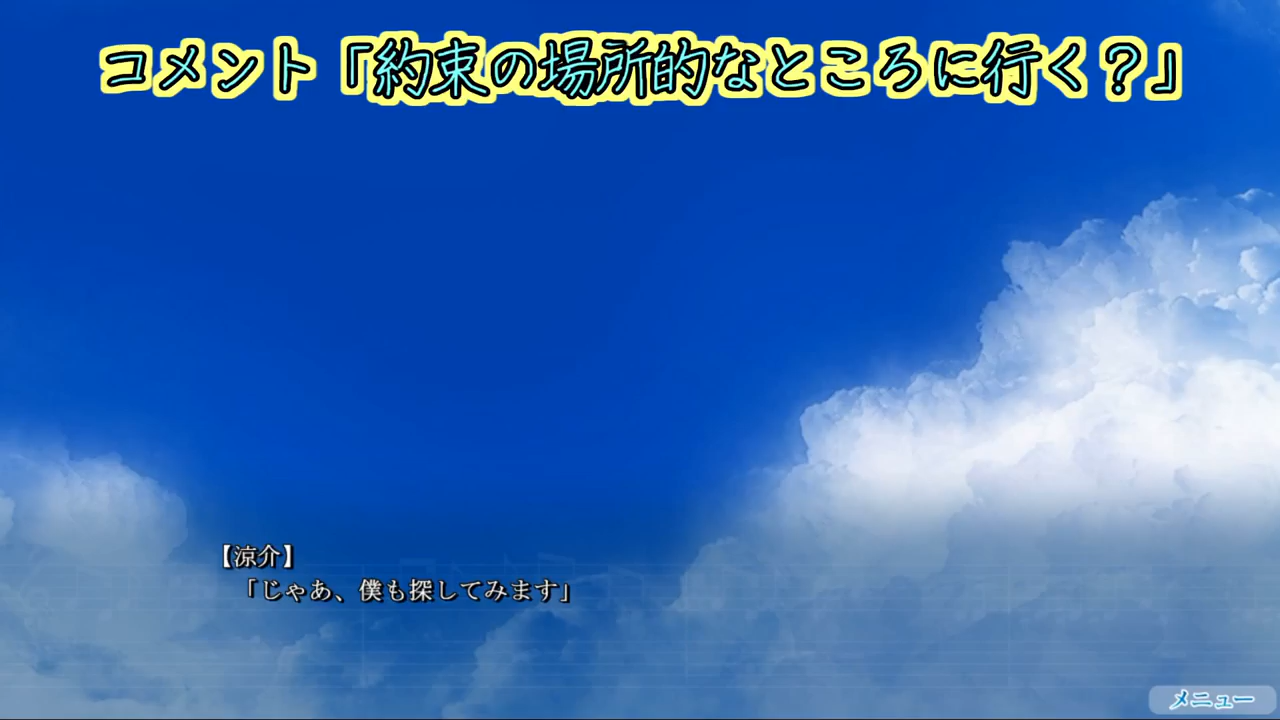 コメント「約束の場所的なところに行く？」
【涼介】
「じゃあ、僕も探してみます」
メニュー